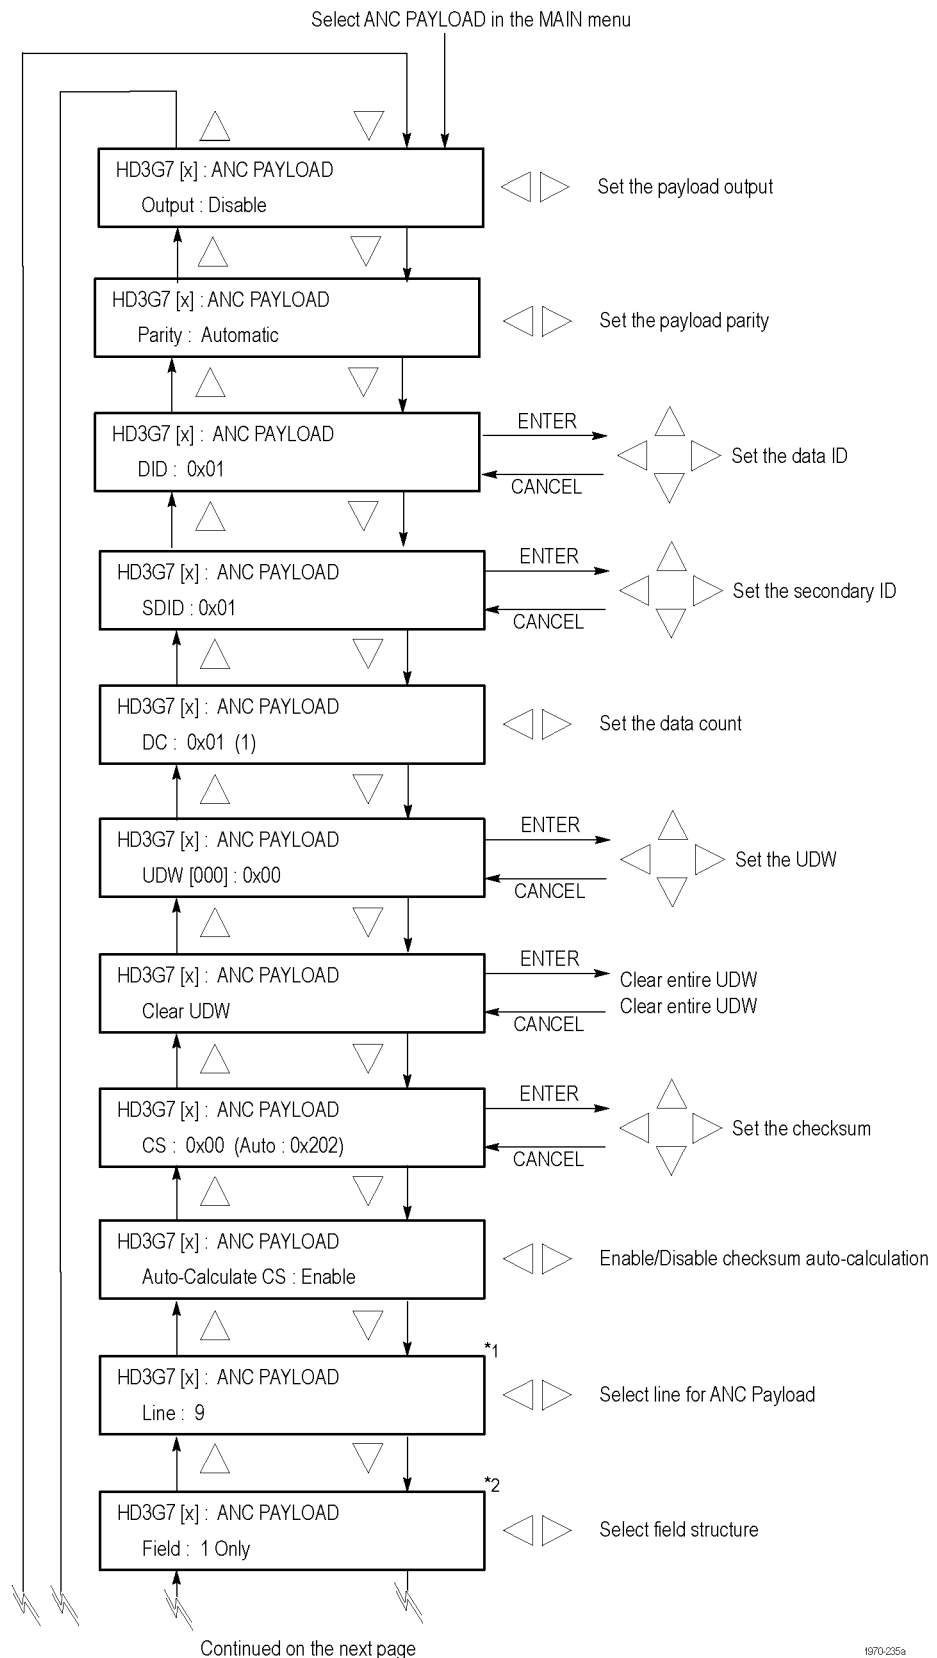 Select ANC PAYLOAD in the MAIN menu
HD3G7 [x] : ANC PAYLOAD
Output : Disable
Set the payload output
HD3G7 [x] : ANC PAYLOAD
Parity : Automatic
Set the payload parity
HD3G7 [x] : ANC PAYLOAD
DID : 0x01
ENTER
CANCEL
Set the data ID
HD3G7 [x] : ANC PAYLOAD
SDID : 0x01
ENTER
CANCEL
Set the secondary ID
HD3G7 [x] : ANC PAYLOAD
DC : 0x01 (1)
Set the data count
HD3G7 [x] : ANC PAYLOAD
UDW [000] : 0x00
ENTER
CANCEL
Set the UDW
HD3G7 [x] : ANC PAYLOAD
Clear UDW
ENTER
CANCEL
Clear entire UDW
Clear entire UDW
HD3G7 [x] : ANC PAYLOAD
CS : 0x00 (Auto : 0x202)
ENTER
CANCEL
Set the checksum
HD3G7 [x] : ANC PAYLOAD
Auto-Calculate CS : Enable
Enable/Disable checksum auto-calculation
*1
HD3G7 [x] : ANC PAYLOAD
Line : 9
Select line for ANC Payload
*2
HD3G7 [x] : ANC PAYLOAD
Field : 1 Only
Select field structure
Continued on the next page
1970-235a